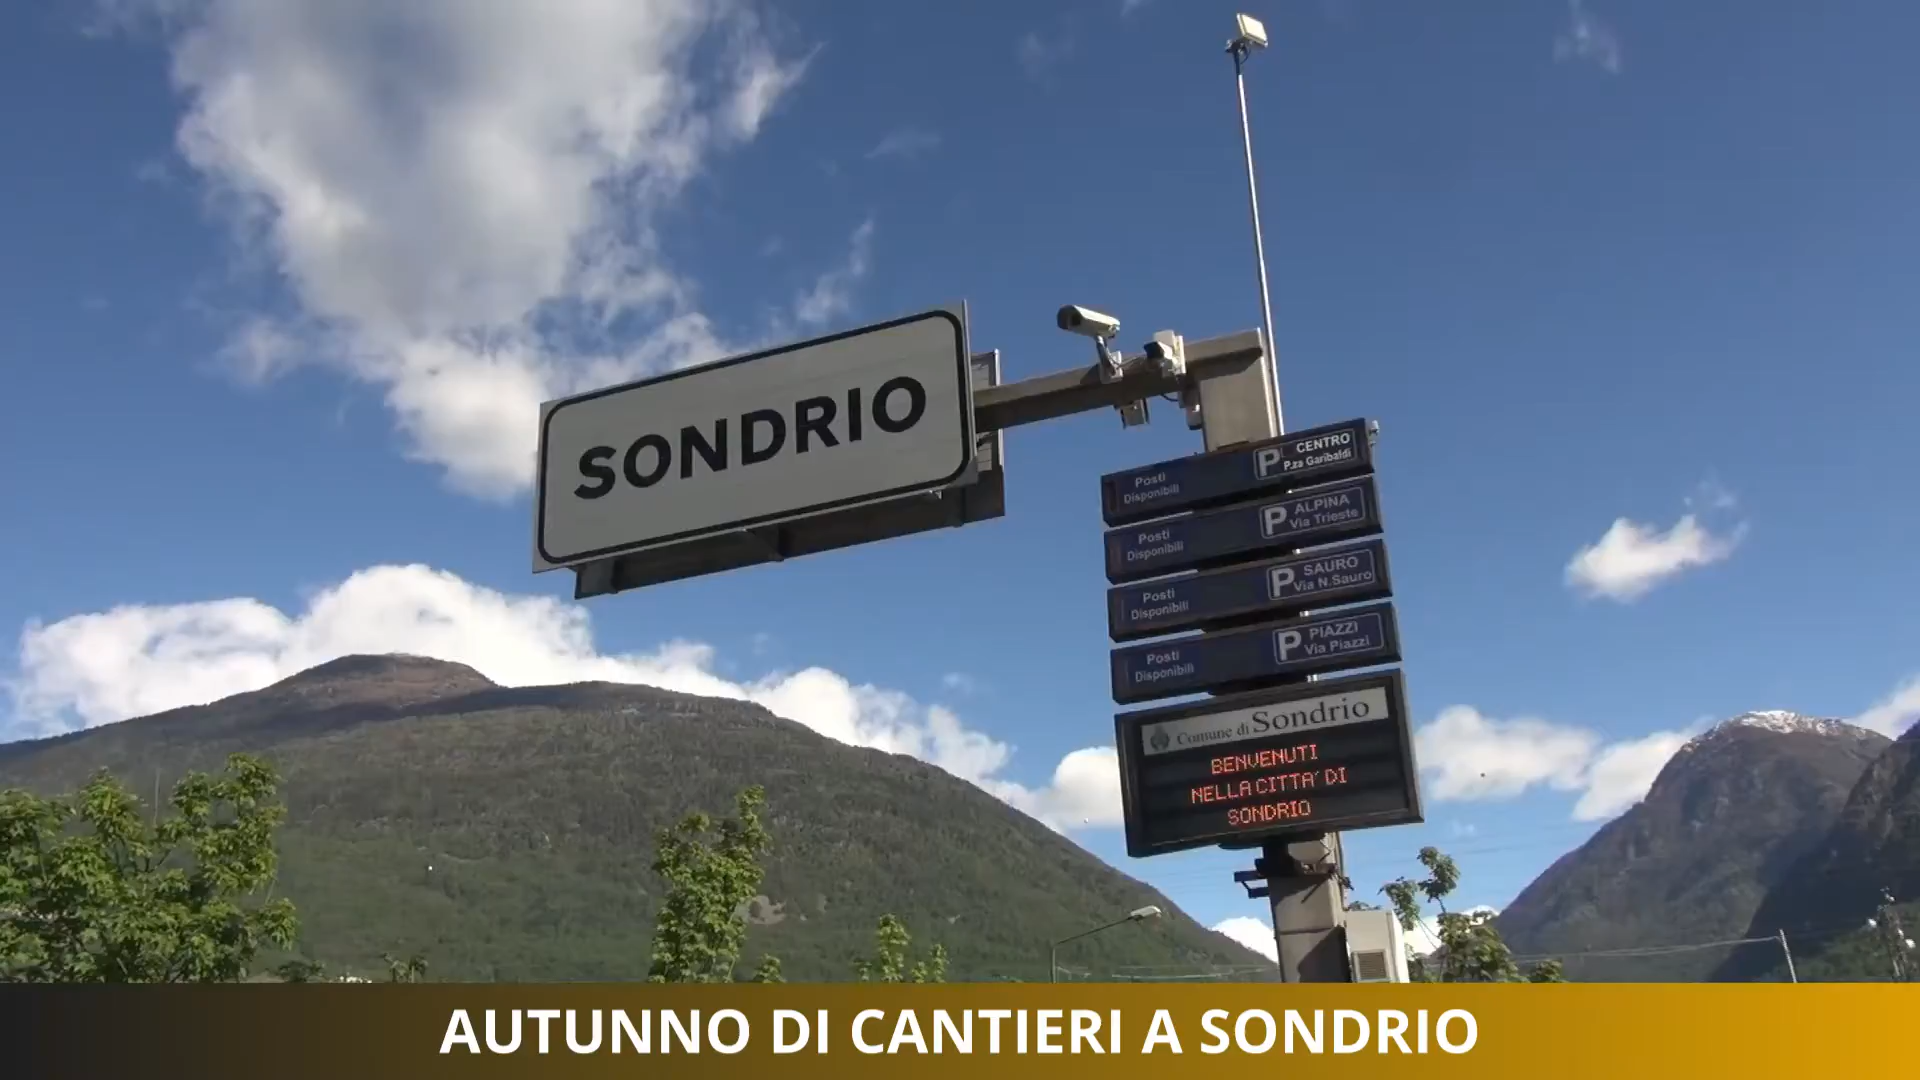 SONDRIO
CENTRO
P.za Garibaldi
Posti
Disponibili
P
ALPINA
Via Trieste
Posti
Disponibili
P
SAURO
Via N.Sauro
Posti
Disponibili
P
PIAZZI
Via Piazzi
Posti
Disponibili
P
Comune di Sondrio
BENVENUTI
NELLA CITTA' DI
SONDRIO
AUTUNNO DI CANTIERI A SONDRIO